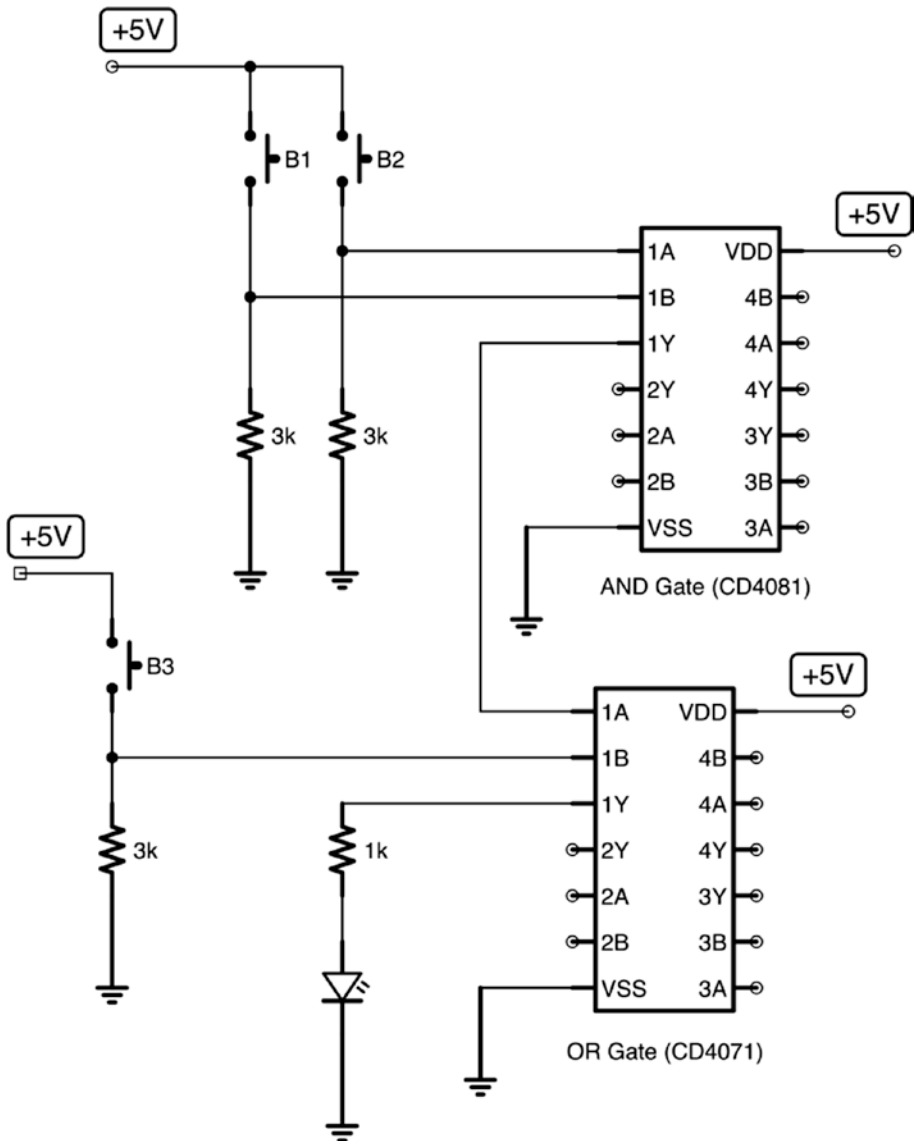 +5V
B1
B2
+5V
1A
VDD
1B
4B
1Y
4A
2Y
4Y
2A
3Y
2B
3B
VSS
3A
3k
3k
AND Gate (CD4081)
+5V
B3
3k
1k
+5V
1A
VDD
1B
4B
1Y
4A
2Y
4Y
2A
3Y
2B
3B
VSS
3A
OR Gate (CD4071)